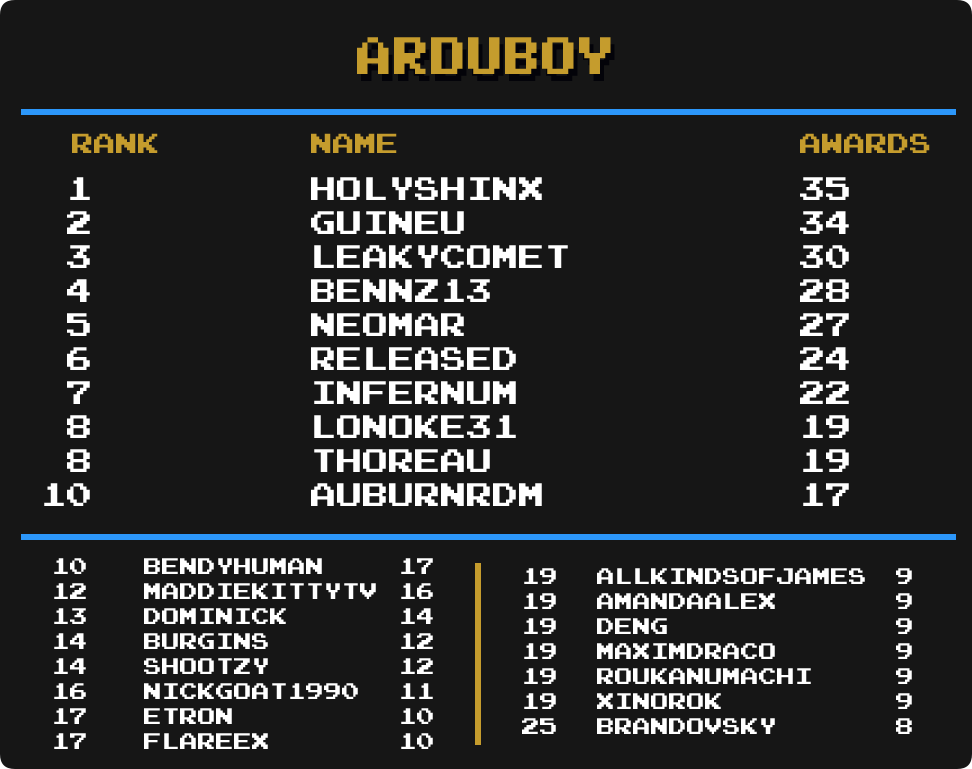 ARDUBOY
RANK NAME AWARDS
1 HOLYSHINX 35
2 GUINEU 34
3 LEAKYCOMET 30
4 BENNZ13 28
5 NEOMAR 27
6 RELEASED 24
7 INFERNUM 22
8 LONOKE31 19
8 THOREAU 19
10 AUBURNRDM 17
10 BENDYHUMAN 17
12 MADDIEKITTYTV 16
13 DOMINICK 14
14 BURGINS 12
14 SHOOTZY 12
16 NICKGOAT1990 11
17 ETRON 10
17 FLAREEX 10
19 ALLKINDSOFJAMES 9
19 AMANDAALEX 9
19 DENG 9
19 MAXIMDRACO 9
19 ROUKANUMACHI 9
19 XINOROK 9
25 BRANDOVSKY 8